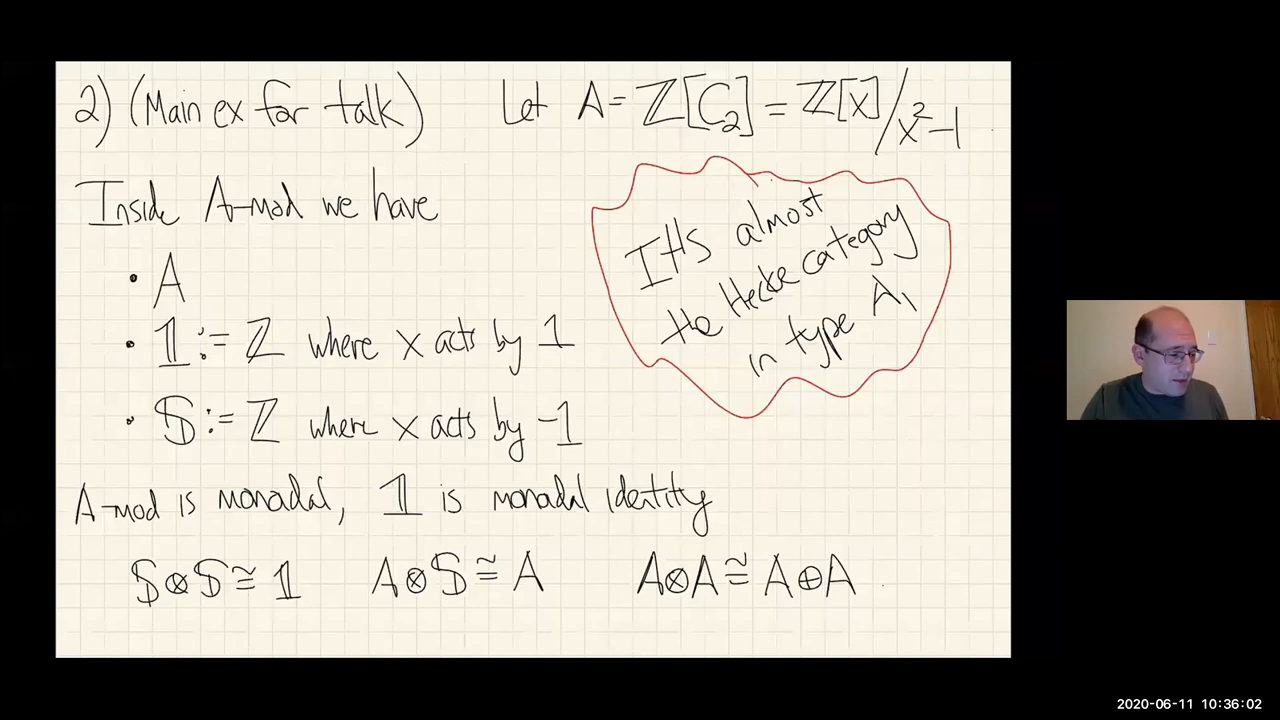 2) (Main ex for talk) Let A = ℤ[C₂] = ℤ[x]/x²-1
Inside A-mod we have
• A
• 𝟙 := ℤ where x acts by 1
• 𝕊 := ℤ where x acts by -1
It's almost
the Hecke category
in type A₁
A-mod is monoidal, 𝟙 is monoidal identity
𝕊⊗𝕊 ≅ 𝟙 A⊗𝕊 ≅ A A⊗A ≅ A⊕A
2020-06-11 10:36:02